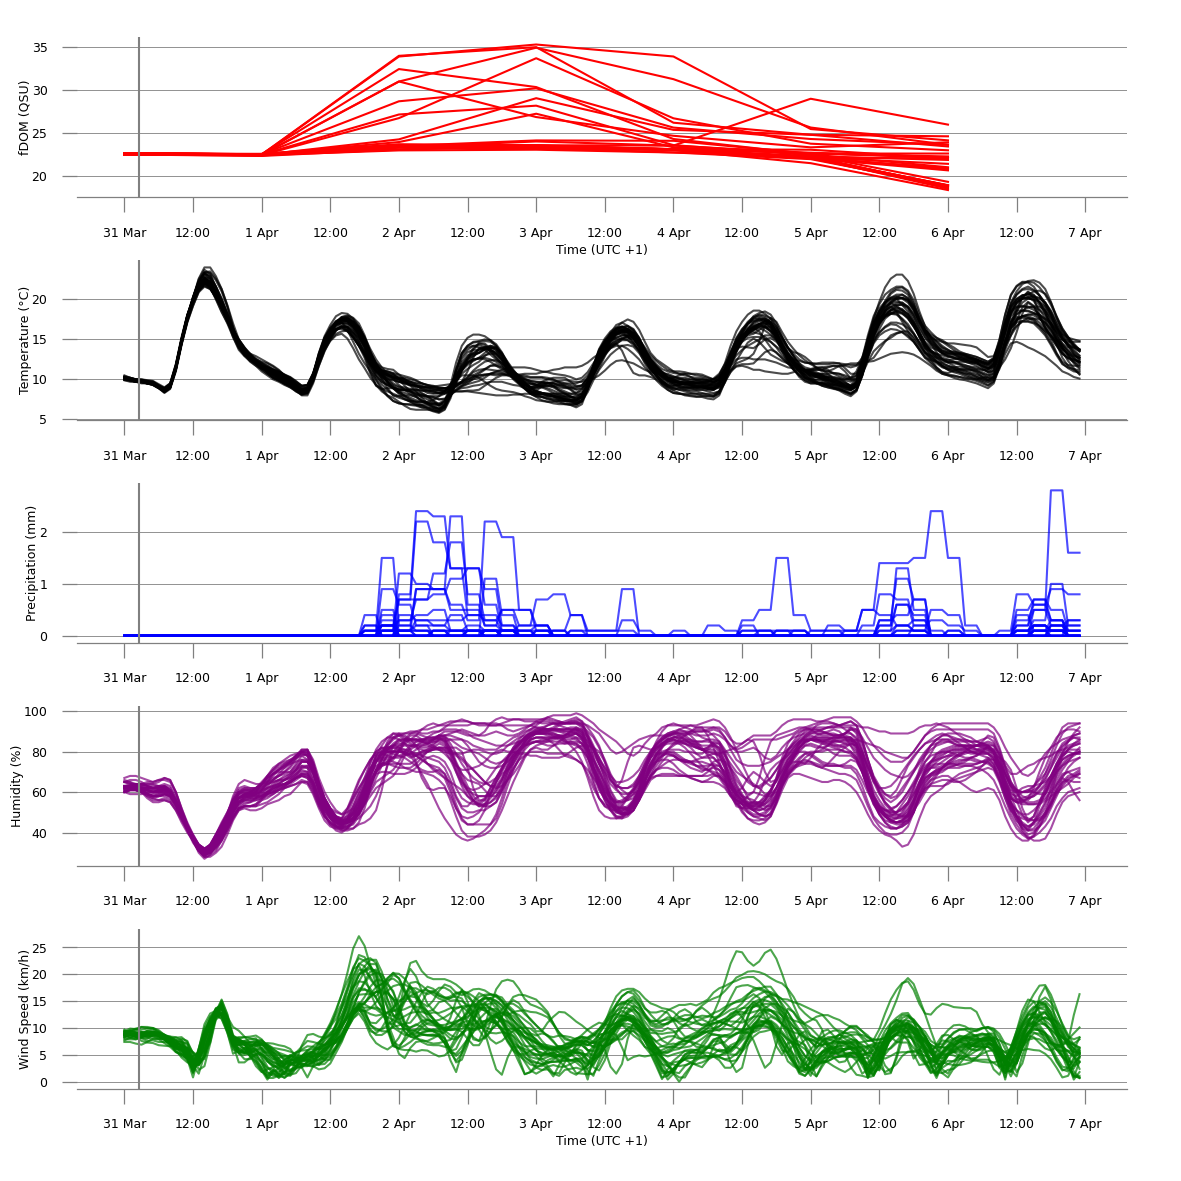 fDOM (QSU)
35
30
25
20
31 Mar 12:00 1 Apr 12:00 2 Apr 12:00 3 Apr 12:00 4 Apr 12:00 5 Apr 12:00 6 Apr 12:00 7 Apr
Time (UTC +1)
Temperature (°C)
20
15
10
5
31 Mar 12:00 1 Apr 12:00 2 Apr 12:00 3 Apr 12:00 4 Apr 12:00 5 Apr 12:00 6 Apr 12:00 7 Apr
Precipitation (mm)
2
1
0
31 Mar 12:00 1 Apr 12:00 2 Apr 12:00 3 Apr 12:00 4 Apr 12:00 5 Apr 12:00 6 Apr 12:00 7 Apr
Humidity (%)
100
80
60
40
31 Mar 12:00 1 Apr 12:00 2 Apr 12:00 3 Apr 12:00 4 Apr 12:00 5 Apr 12:00 6 Apr 12:00 7 Apr
Wind Speed (km/h)
25
20
15
10
5
0
31 Mar 12:00 1 Apr 12:00 2 Apr 12:00 3 Apr 12:00 4 Apr 12:00 5 Apr 12:00 6 Apr 12:00 7 Apr
Time (UTC +1)